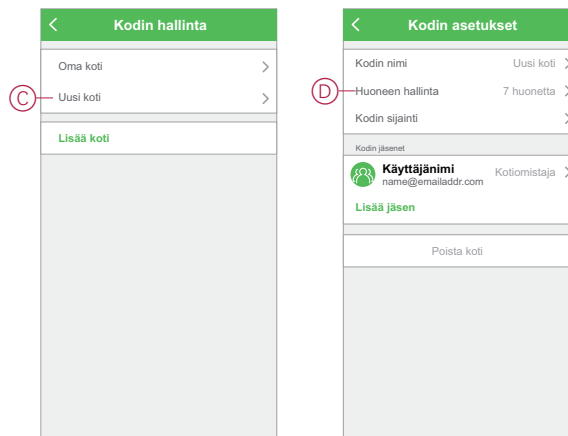 Kodin hallinta
Oma koti
C
Uusi koti
Lisää koti
Kodin asetukset
Kodin nimi Uusi koti
D
Huoneen hallinta 7 huonetta
Kodin sijainti
Kodin jäsenet
Käyttäjänimi
name@emailaddr.com Kotiomistaja
Lisää jäsen
Poista koti